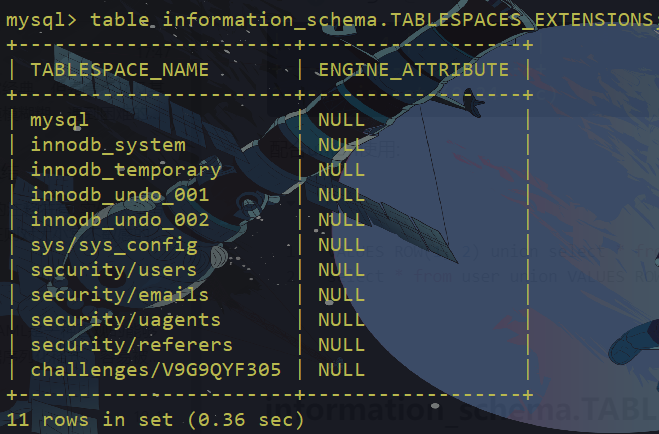 mysql> table information_schema.TABLESPACES_EXTENSIONS
+------------------------+------------------+
| TABLESPACE_NAME        | ENGINE_ATTRIBUTE |
+------------------------+------------------+
| mysql                  | NULL             |
| innodb_system          | NULL             |
| innodb_temporary       | NULL             |
| innodb_undo_001        | NULL             |
| innodb_undo_002        | NULL             |
| sys/sys_config         | NULL             |
| security/users         | NULL             |
| security/emails        | NULL             |
| security/uagents       | NULL             |
| security/referers      | NULL             |
| challenges/V9G9QYF305  | NULL             |
+------------------------+------------------+
11 rows in set (0.36 sec)
information_schema.TABL